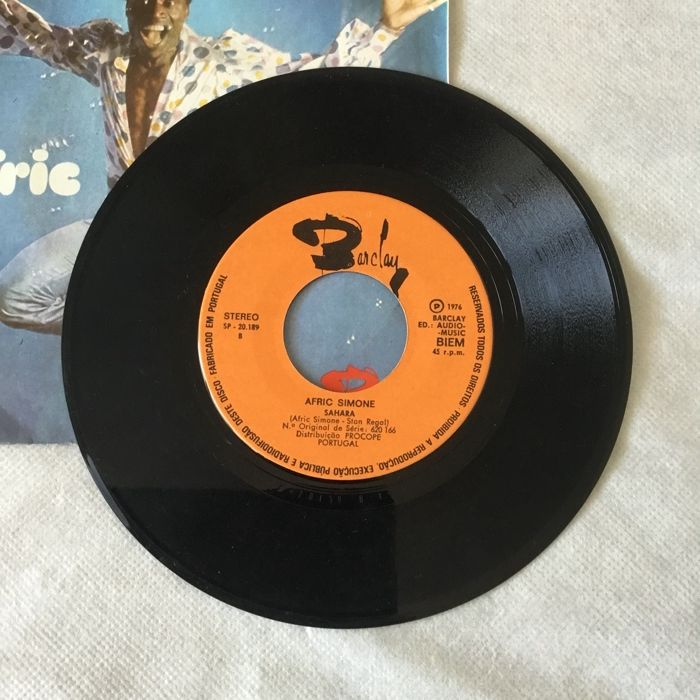 fric
Barclay
STEREO
SP - 20.189
B
Ⓟ 1976
BARCLAY
ED.: AUDIO-
-MUSIC
BIEM
45 r.p.m.
AFRIC SIMONE
SAHARA
(Afric Simone - Stan Regal)
N.º Original de Série: 620 166
Distribuição PROCOPE
PORTUGAL
RESERVADOS TODOS OS DIREITOS PROIBIDA A REPRODUÇÃO, EXECUÇÃO PÚBLICA E RADIODIFUSÃO DESTE DISCO FABRICADO EM PORTUGAL